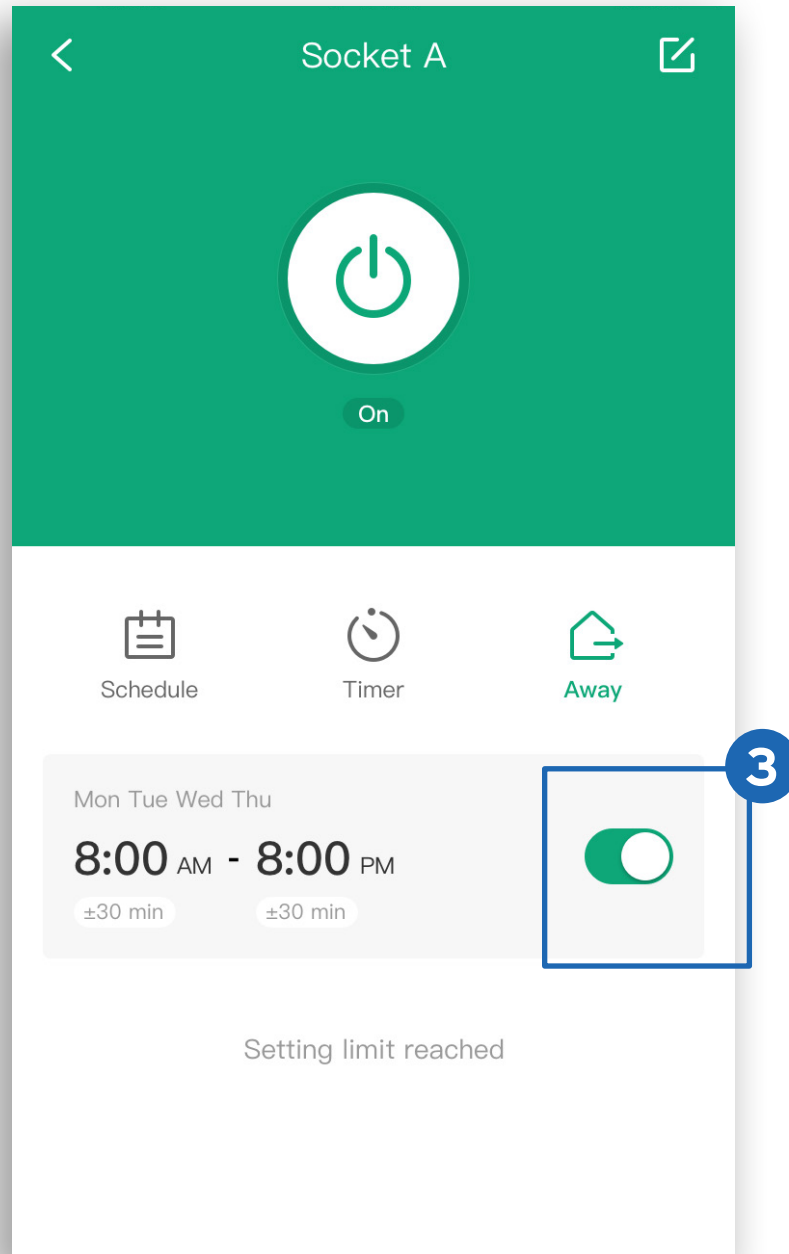 Socket A
On
Schedule Timer Away
3
Mon Tue Wed Thu
8:00 AM - 8:00 PM
±30 min ±30 min
Setting limit reached